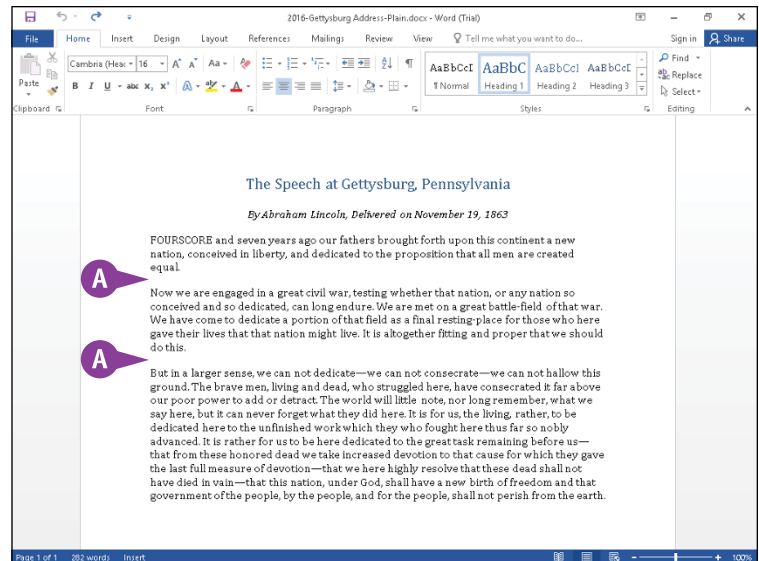 2016-Gettysburg Address-Plain.docx - Word (Trial)
File Home Insert Design Layout References Mailings Review View Tell me what you want to do... Sign in Share
Cambria (Hea 16 A A Aa
Paste
B I U abc x, x' A A
AaBbCcI AaBbC AaBbCcI AaBbCcE
¶ Normal Heading 1 Heading 2 Heading 3
Find
Replace
Select
Clipboard Font Paragraph Styles Editing
The Speech at Gettysburg, Pennsylvania
By Abraham Lincoln, Delivered on November 19, 1863
FOURSCORE and seven years ago our fathers brought forth upon this continent a new
nation, conceived in liberty, and dedicated to the proposition that all men are created
equal.
A
Now we are engaged in a great civil war, testing whether that nation, or any nation so
conceived and so dedicated, can long endure. We are met on a great battle-field of that war.
We have come to dedicate a portion of that field as a final resting-place for those who here
gave their lives that that nation might live. It is altogether fitting and proper that we should
do this.
A
But in a larger sense, we can not dedicate—we can not consecrate—we can not hallow this
ground. The brave men, living and dead, who struggled here, have consecrated it far above
our poor power to add or detract. The world will little note, nor long remember, what we
say here, but it can never forget what they did here. It is for us, the living, rather, to be
dedicated here to the unfinished work which they who fought here thus far so nobly
advanced. It is rather for us to be here dedicated to the great task remaining before us—
that from these honored dead we take increased devotion to that cause for which they gave
the last full measure of devotion—that we here highly resolve that these dead shall not
have died in vain—that this nation, under God, shall have a new birth of freedom and that
government of the people, by the people, and for the people, shall not perish from the earth.
Page 1 of 1 282 words Insert 100%